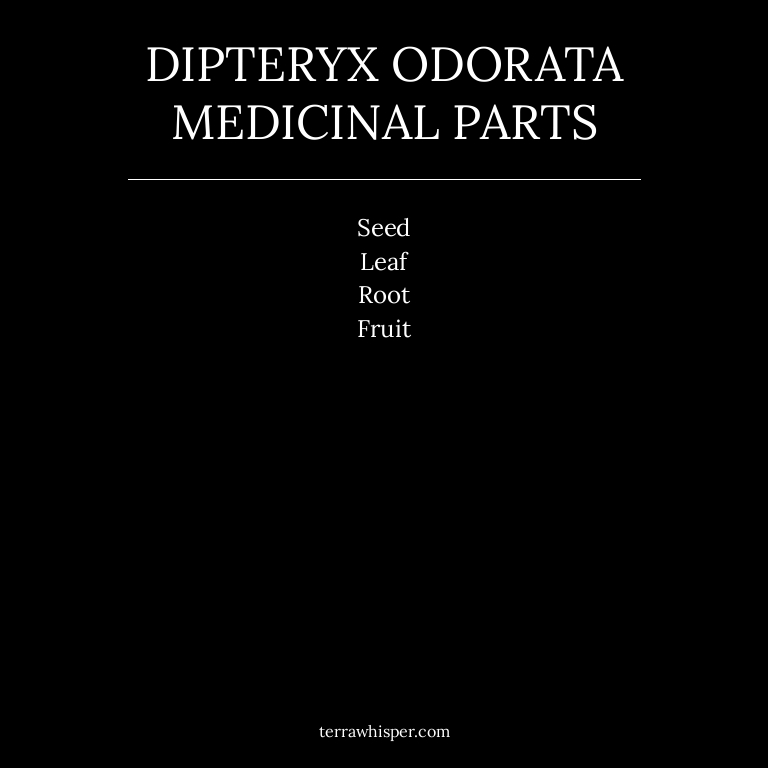 DIPTERYX ODORATA
MEDICINAL PARTS
Seed
Leaf
Root
Fruit
terrawhisper.com